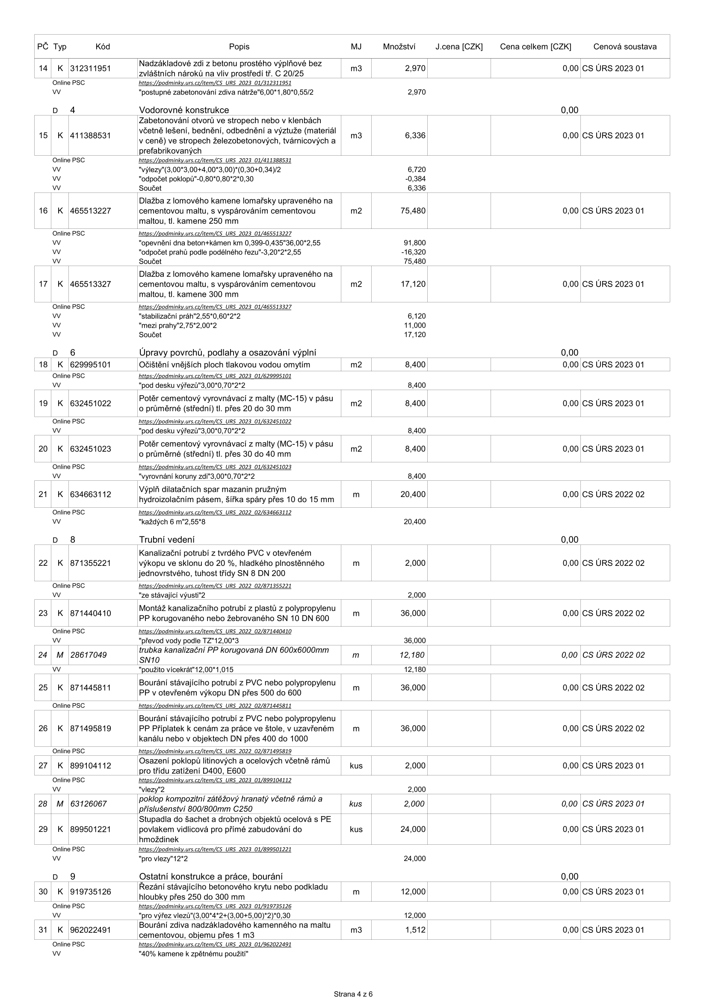 PČ Typ Kód Popis MJ Množství J.cena [CZK] Cena celkem [CZK] Cenová soustava
14 K 312311951 Nadzákladové zdi z betonu prostého výplňové bez
zvláštních nároků na vliv prostředí tř. C 20/25 m3 2,970 0,00 CS ÚRS 2023 01
Online PSC https://podminky.urs.cz/item/CS_URS_2023_01/312311951
VV "postupné zabetonování zdiva nátrže"6,00*1,80*0,55/2 2,970
D 4 Vodorovné konstrukce 0,00
15 K 411388531 Zabetonování otvorů ve stropech nebo v klenbách
včetně lešení, bednění, odbednění a výztuže (materiál
v ceně) ve stropech železobetonových, tvárnicových a
prefabrikovaných m3 6,336 0,00 CS ÚRS 2023 01
Online PSC https://podminky.urs.cz/item/CS_URS_2023_01/411388531
VV "výlezy"(3,00*3,00+4,00*3,00)*(0,30+0,34)/2 6,720
VV "odpočet poklopů"-0,80*0,80*2*0,30 -0,384
VV Součet 6,336
16 K 465513227 Dlažba z lomového kamene lomařsky upraveného na
cementovou maltu, s vyspárováním cementovou
maltou, tl. kamene 250 mm m2 75,480 0,00 CS ÚRS 2023 01
Online PSC https://podminky.urs.cz/item/CS_URS_2023_01/465513227
VV "opevnění dna beton+kámen km 0,399-0,435"36,00*2,55 91,800
VV "odpočet prahů podle podélného řezu"-3,20*2*2,55 -16,320
VV Součet 75,480
17 K 465513327 Dlažba z lomového kamene lomařsky upraveného na
cementovou maltu, s vyspárováním cementovou
maltou, tl. kamene 300 mm m2 17,120 0,00 CS ÚRS 2023 01
Online PSC https://podminky.urs.cz/item/CS_URS_2023_01/465513327
VV "stabilizační práh"2,55*0,60*2*2 6,120
VV "mezi prahy"2,75*2,00*2 11,000
VV Součet 17,120
D 6 Úpravy povrchů, podlahy a osazování výplní 0,00
18 K 629995101 Očištění vnějších ploch tlakovou vodou omytím m2 8,400 0,00 CS ÚRS 2023 01
Online PSC https://podminky.urs.cz/item/CS_URS_2023_01/629995101
VV "pod desku výřezů"3,00*0,70*2*2 8,400
19 K 632451022 Potěr cementový vyrovnávací z malty (MC-15) v pásu
o průměrné (střední) tl. přes 20 do 30 mm m2 8,400 0,00 CS ÚRS 2023 01
Online PSC https://podminky.urs.cz/item/CS_URS_2023_01/632451022
VV "pod desku výřezů"3,00*0,70*2*2 8,400
20 K 632451023 Potěr cementový vyrovnávací z malty (MC-15) v pásu
o průměrné (střední) tl. přes 30 do 40 mm m2 8,400 0,00 CS ÚRS 2023 01
Online PSC https://podminky.urs.cz/item/CS_URS_2023_01/632451023
VV "vyrovnání koruny zdi"3,00*0,70*2*2 8,400
21 K 634663112 Výplň dilatačních spar mazanin pružným
hydroizolačním pásem, šířka spáry přes 10 do 15 mm m 20,400 0,00 CS ÚRS 2022 02
Online PSC https://podminky.urs.cz/item/CS_URS_2022_02/634663112
VV "každých 6 m"2,55*8 20,400
D 8 Trubní vedení 0,00
22 K 871355221 Kanalizační potrubí z tvrdého PVC v otevřeném
výkopu ve sklonu do 20 %, hladkého plnostěnného
jednovrstvého, tuhost třídy SN 8 DN 200 m 2,000 0,00 CS ÚRS 2022 02
Online PSC https://podminky.urs.cz/item/CS_URS_2022_02/871355221
VV "ze stávající výusti"2 2,000
23 K 871440410 Montáž kanalizačního potrubí z plastů z polypropylenu
PP korugovaného nebo žebrovaného SN 10 DN 600 m 36,000 0,00 CS ÚRS 2022 02
Online PSC https://podminky.urs.cz/item/CS_URS_2022_02/871440410
VV "převod vody podle TZ"12,00*3 36,000
24 M 28617049 trubka kanalizační PP korugovaná DN 600x6000mm
SN10 m 12,180 0,00 CS ÚRS 2022 02
VV "použito vícekrát"12,00*1,015 12,180
25 K 871445811 Bourání stávajícího potrubí z PVC nebo polypropylenu
PP v otevřeném výkopu DN přes 500 do 600 m 36,000 0,00 CS ÚRS 2022 02
Online PSC https://podminky.urs.cz/item/CS_URS_2022_02/871445811
26 K 871495819 Bourání stávajícího potrubí z PVC nebo polypropylenu
PP Příplatek k cenám za práce ve štole, v uzavřeném
kanálu nebo v objektech DN přes 400 do 1000 m 36,000 0,00 CS ÚRS 2022 02
Online PSC https://podminky.urs.cz/item/CS_URS_2022_02/871495819
27 K 899104112 Osazení poklopů litinových a ocelových včetně rámů
pro třídu zatížení D400, E600 kus 2,000 0,00 CS ÚRS 2023 01
Online PSC https://podminky.urs.cz/item/CS_URS_2023_01/899104112
VV "vlezy"2 2,000
28 M 63126067 poklop kompozitní zátěžový hranatý včetně rámů a
příslušenství 800/800mm C250 kus 2,000 0,00 CS ÚRS 2023 01
29 K 899501221 Stupadla do šachet a drobných objektů ocelová s PE
povlakem vidlicová pro přímé zabudování do
hmoždinek kus 24,000 0,00 CS ÚRS 2023 01
Online PSC https://podminky.urs.cz/item/CS_URS_2023_01/899501221
VV "pro vlezy"12*2 24,000
D 9 Ostatní konstrukce a práce, bourání 0,00
30 K 919735126 Řezání stávajícího betonového krytu nebo podkladu
hloubky přes 250 do 300 mm m 12,000 0,00 CS ÚRS 2023 01
Online PSC https://podminky.urs.cz/item/CS_URS_2023_01/919735126
VV "pro výřez vlezů"(3,00*4*2+(3,00+5,00)*2)*0,30 12,000
31 K 962022491 Bourání zdiva nadzákladového kamenného na maltu
cementovou, objemu přes 1 m3 m3 1,512 0,00 CS ÚRS 2023 01
Online PSC https://podminky.urs.cz/item/CS_URS_2023_01/962022491
VV "40% kamene k zpětnému použití"
Strana 4 z 6